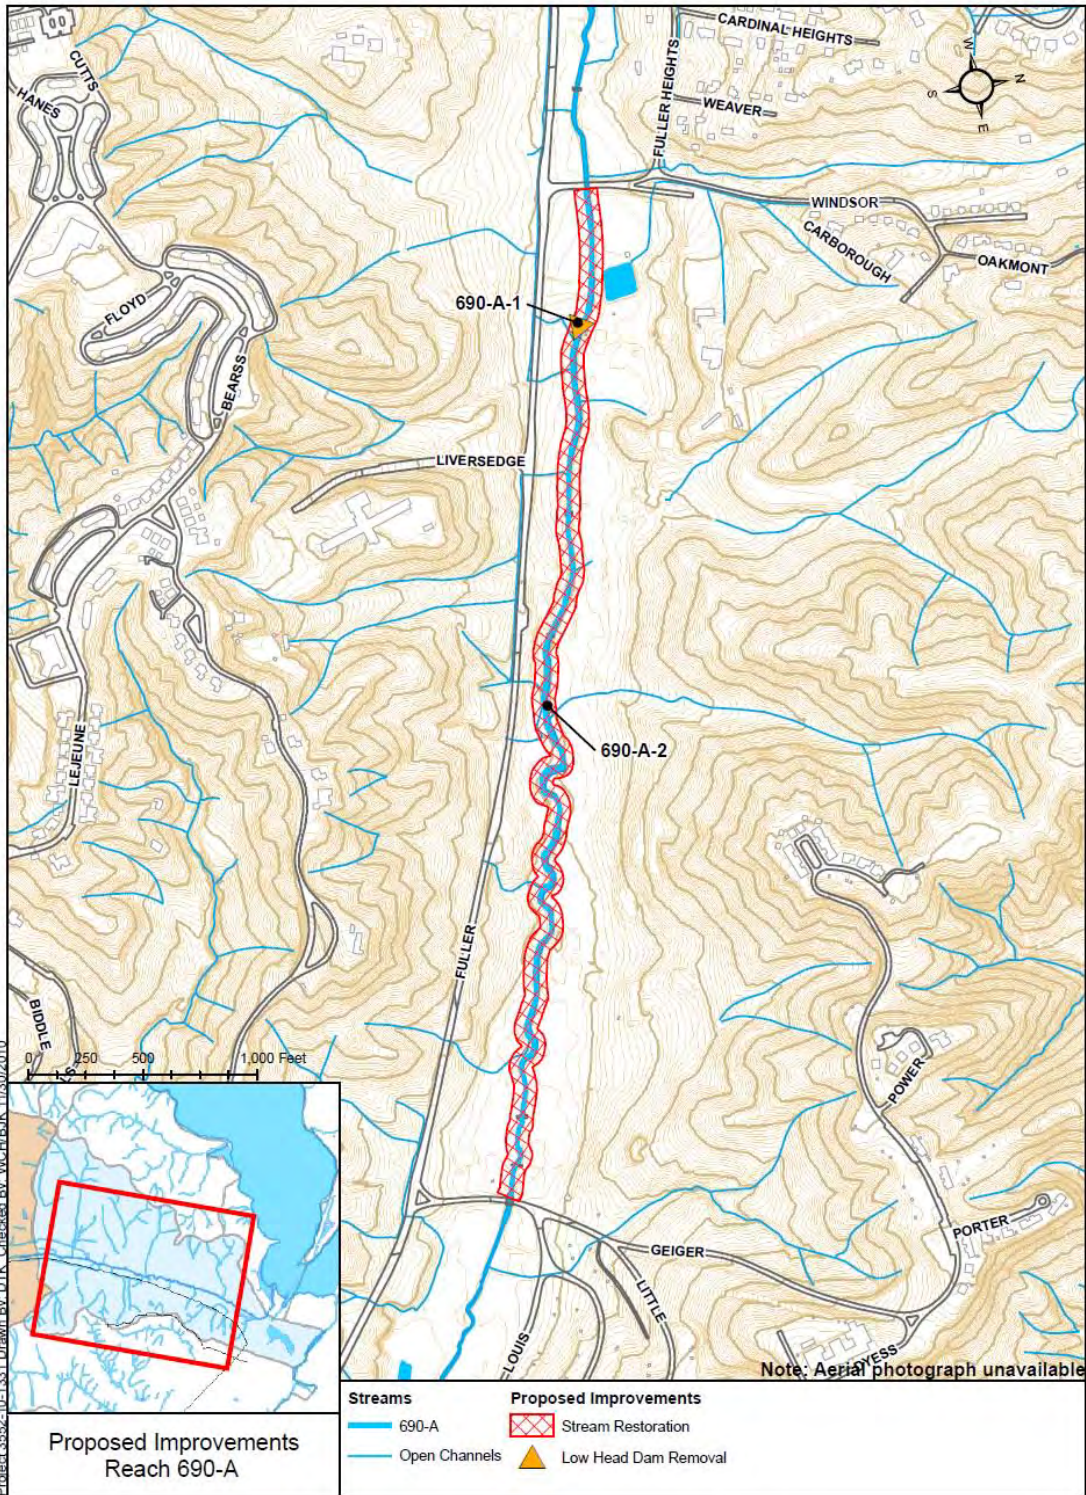 CARDINAL HEIGHTS
CUTTS
HANES
FULLER HEIGHTS
WEAVER
W
N
S
E
WINDSOR
CARBOROUGH
OAKMONT
690-A-1
FLOYD
BEARSS
LIVERSEDGE
690-A-2
LEJEUNE
FULLER
BIDDLE
0 250 500 1,000 Feet
POWER
PORTER
GEIGER
LITTLE
LOUIS
DYESS
Note: Aerial photograph unavailable
Streams
690-A
Open Channels
Proposed Improvements
Stream Restoration
Low Head Dam Removal
Proposed Improvements
Reach 690-A